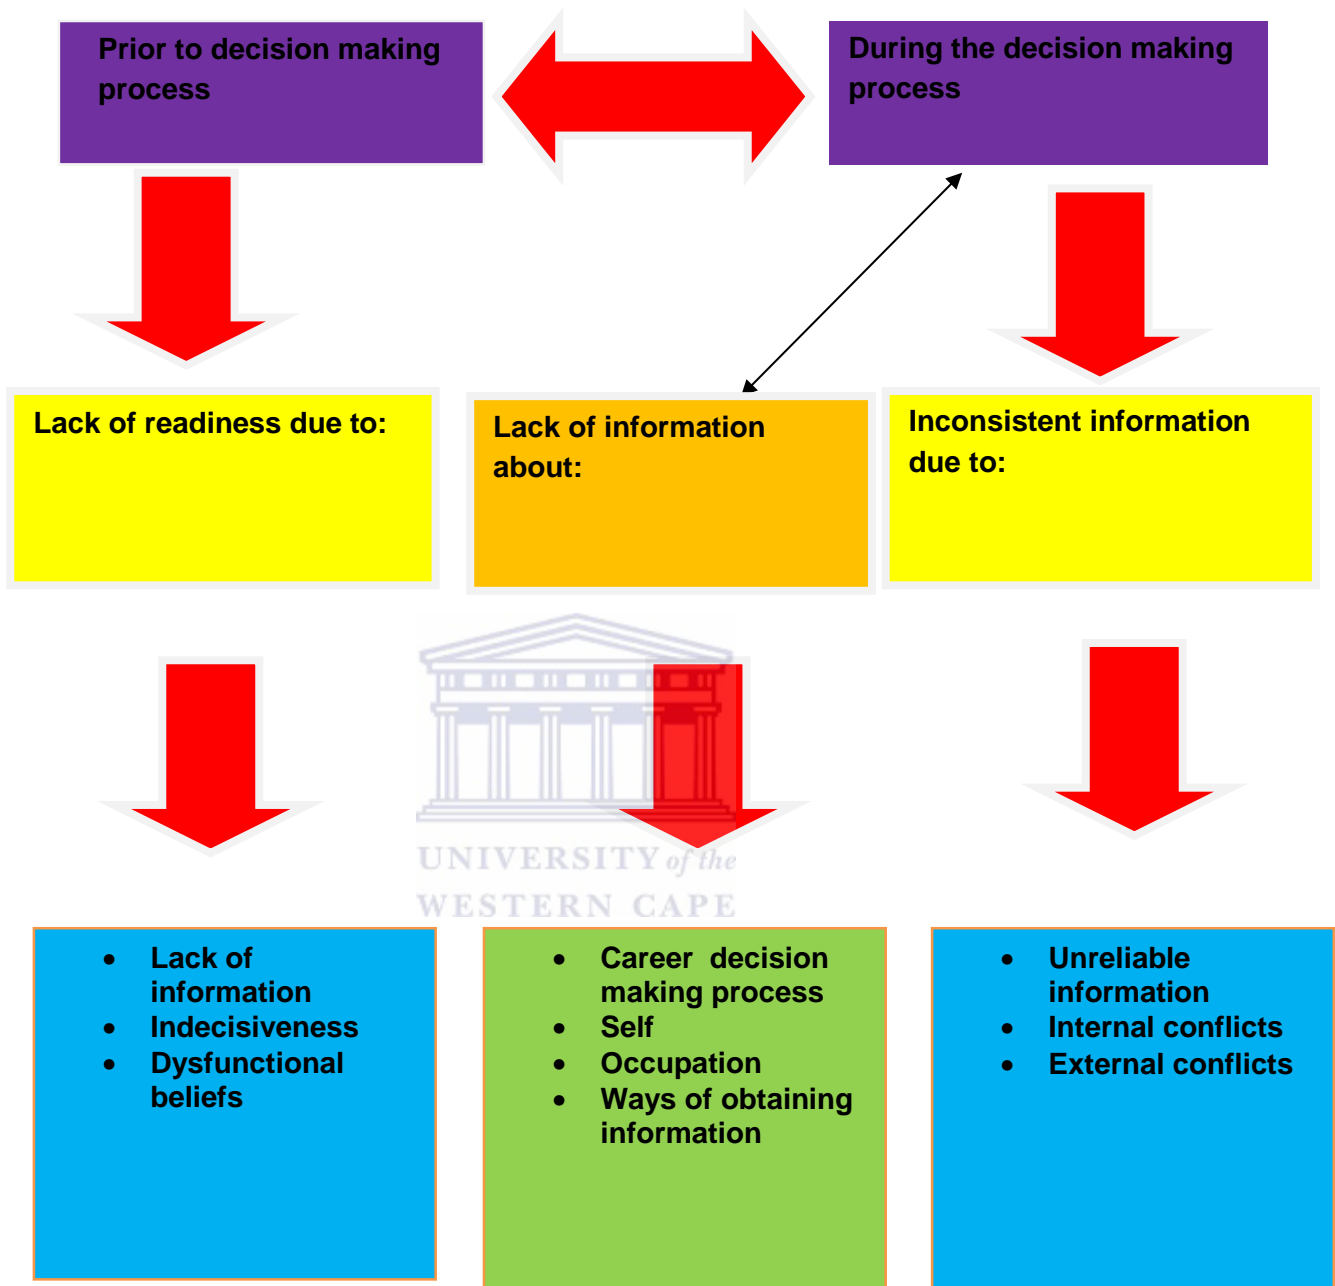 Prior to decision making
process
During the decision making
process
Lack of readiness due to:
Lack of information
about:
Inconsistent information
due to:
UNIVERSITY of the
WESTERN CAPE
• Lack of
information
• Indecisiveness
• Dysfunctional
beliefs
• Career decision
making process
• Self
• Occupation
• Ways of obtaining
information
• Unreliable
information
• Internal conflicts
• External conflicts